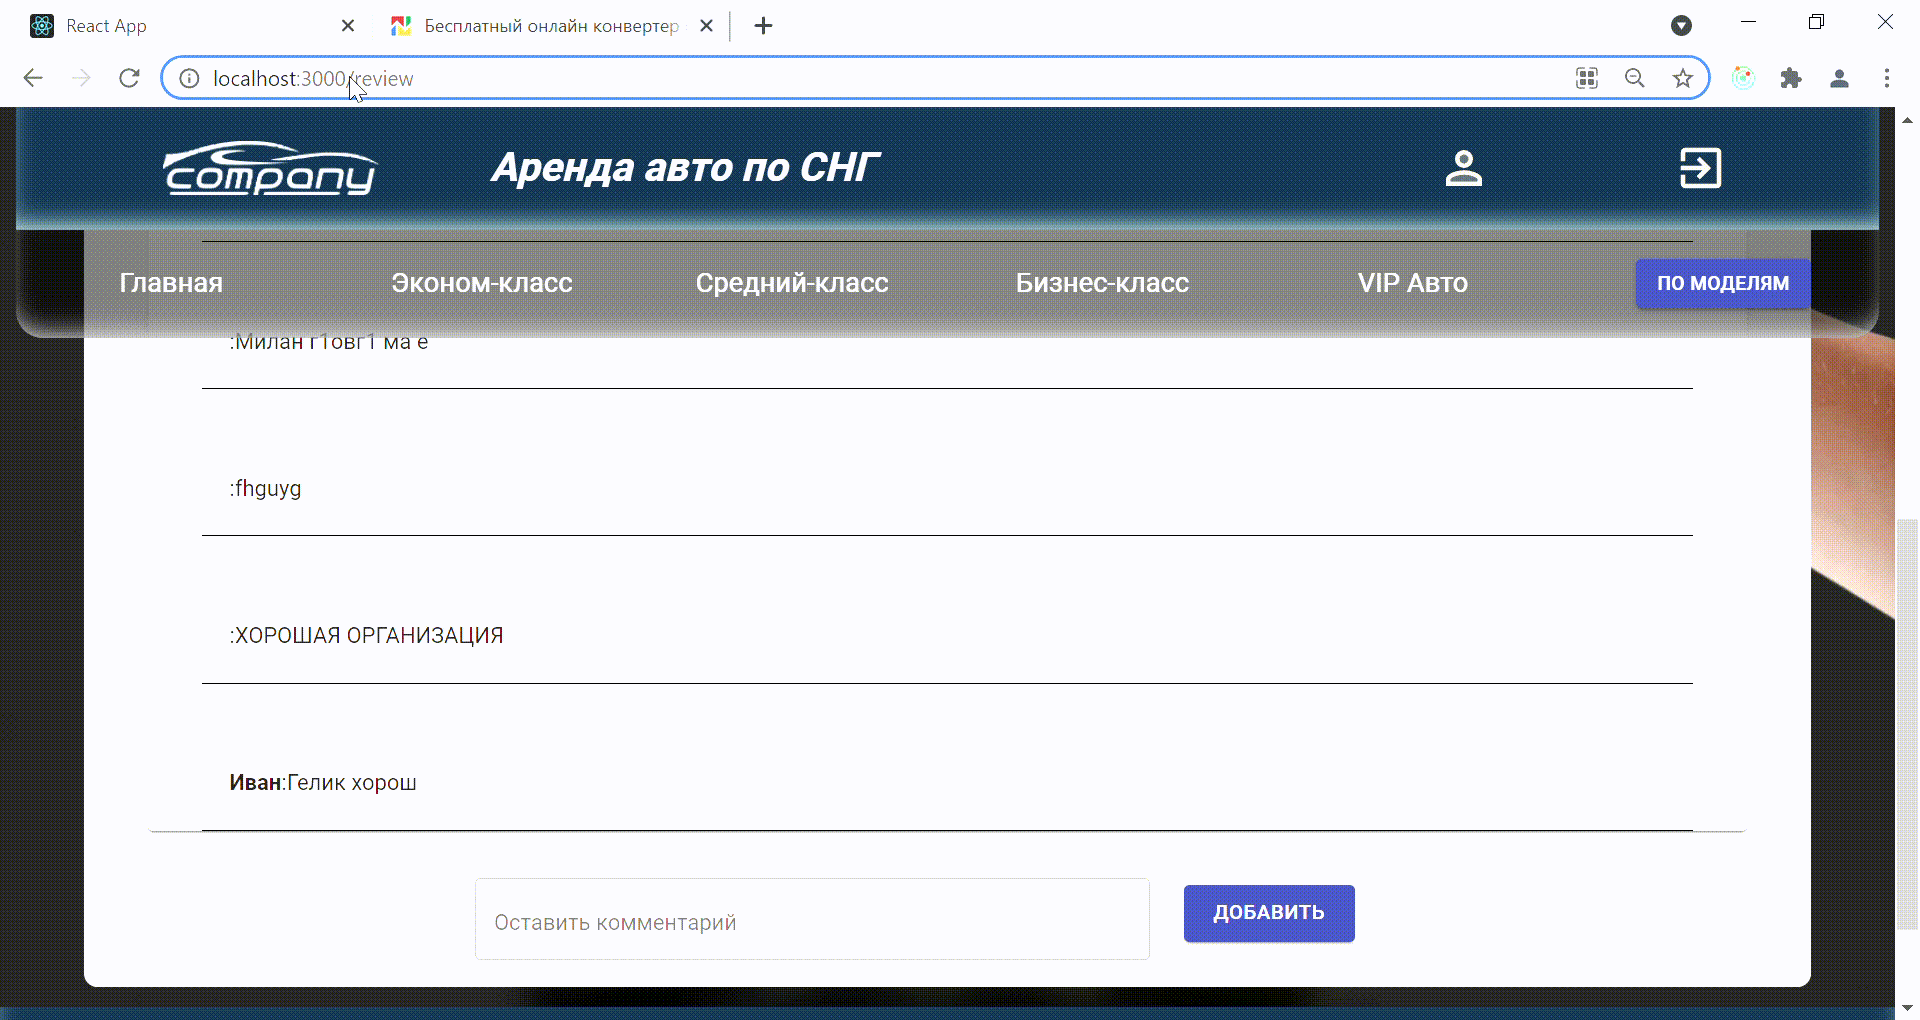 React App
Бесплатный онлайн конвертер
localhost:3000/review
company
Аренда авто по СНГ
Главная Эконом-класс Средний-класс Бизнес-класс VIP Авто ПО МОДЕЛЯМ
:Милан г1овг1 ма е
:fhguyg
:ХОРОШАЯ ОРГАНИЗАЦИЯ
Иван:Гелик хорош
Оставить комментарий
ДОБАВИТЬ